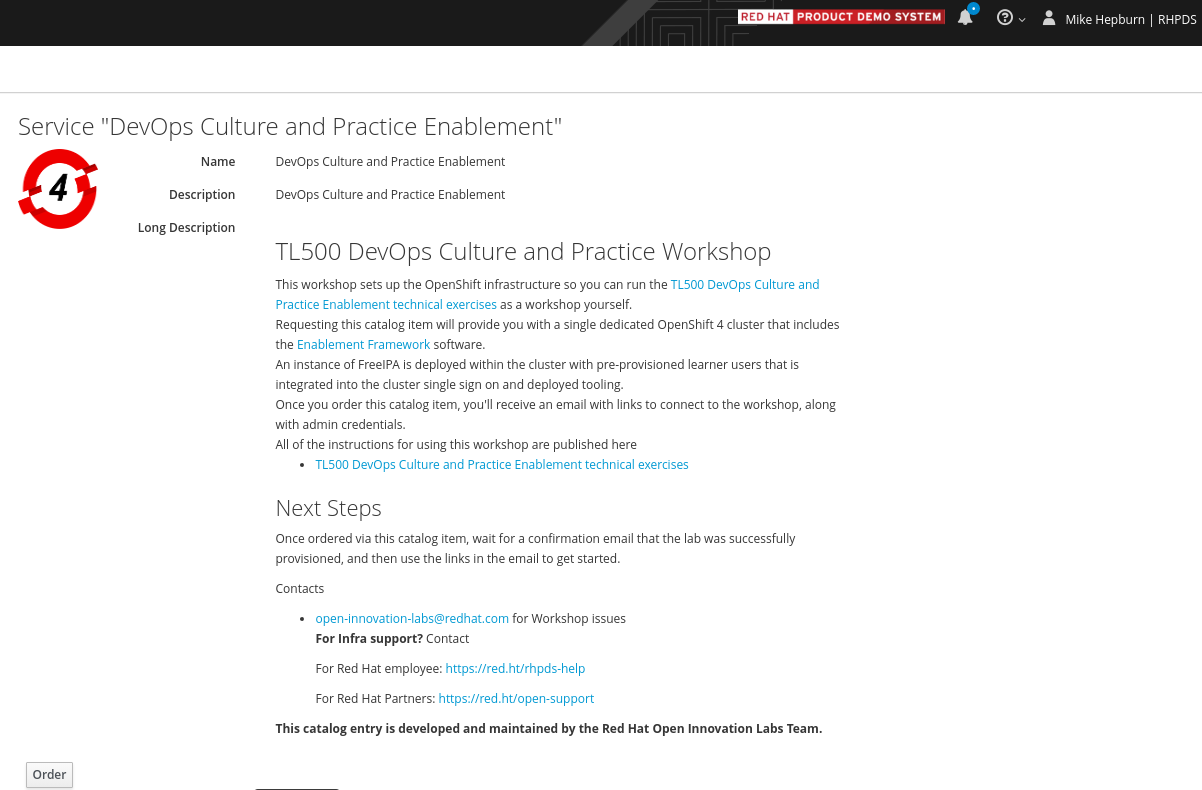 RED HAT PRODUCT DEMO SYSTEM
Mike Hepburn | RHPDS
Service "DevOps Culture and Practice Enablement"
4
Name DevOps Culture and Practice Enablement
Description DevOps Culture and Practice Enablement
Long Description
TL500 DevOps Culture and Practice Workshop
This workshop sets up the OpenShift infrastructure so you can run the TL500 DevOps Culture and
Practice Enablement technical exercises as a workshop yourself.
Requesting this catalog item will provide you with a single dedicated OpenShift 4 cluster that includes
the Enablement Framework software.
An instance of FreeIPA is deployed within the cluster with pre-provisioned learner users that is
integrated into the cluster single sign on and deployed tooling.
Once you order this catalog item, you'll receive an email with links to connect to the workshop, along
with admin credentials.
All of the instructions for using this workshop are published here
• TL500 DevOps Culture and Practice Enablement technical exercises
Next Steps
Once ordered via this catalog item, wait for a confirmation email that the lab was successfully
provisioned, and then use the links in the email to get started.
Contacts
• open-innovation-labs@redhat.com for Workshop issues
For Infra support? Contact
For Red Hat employee: https://red.ht/rhpds-help
For Red Hat Partners: https://red.ht/open-support
This catalog entry is developed and maintained by the Red Hat Open Innovation Labs Team.
Order